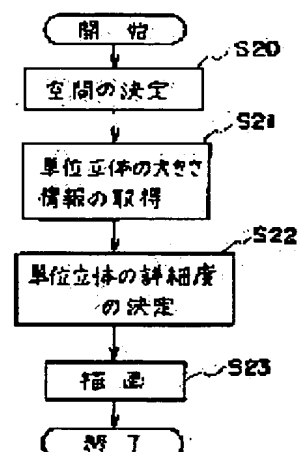 開始
S20
空間の決定
S21
単位立体の大きさ
情報の取得
S22
単位立体の詳細度
の決定
S23
描画
終了